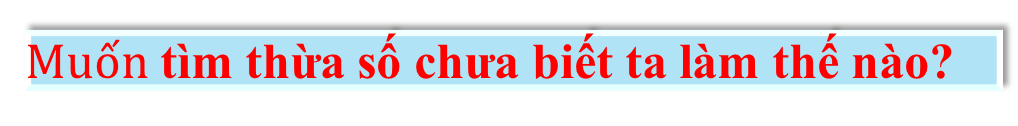 Muốn tìm thừa số chưa biết ta làm thế nào?